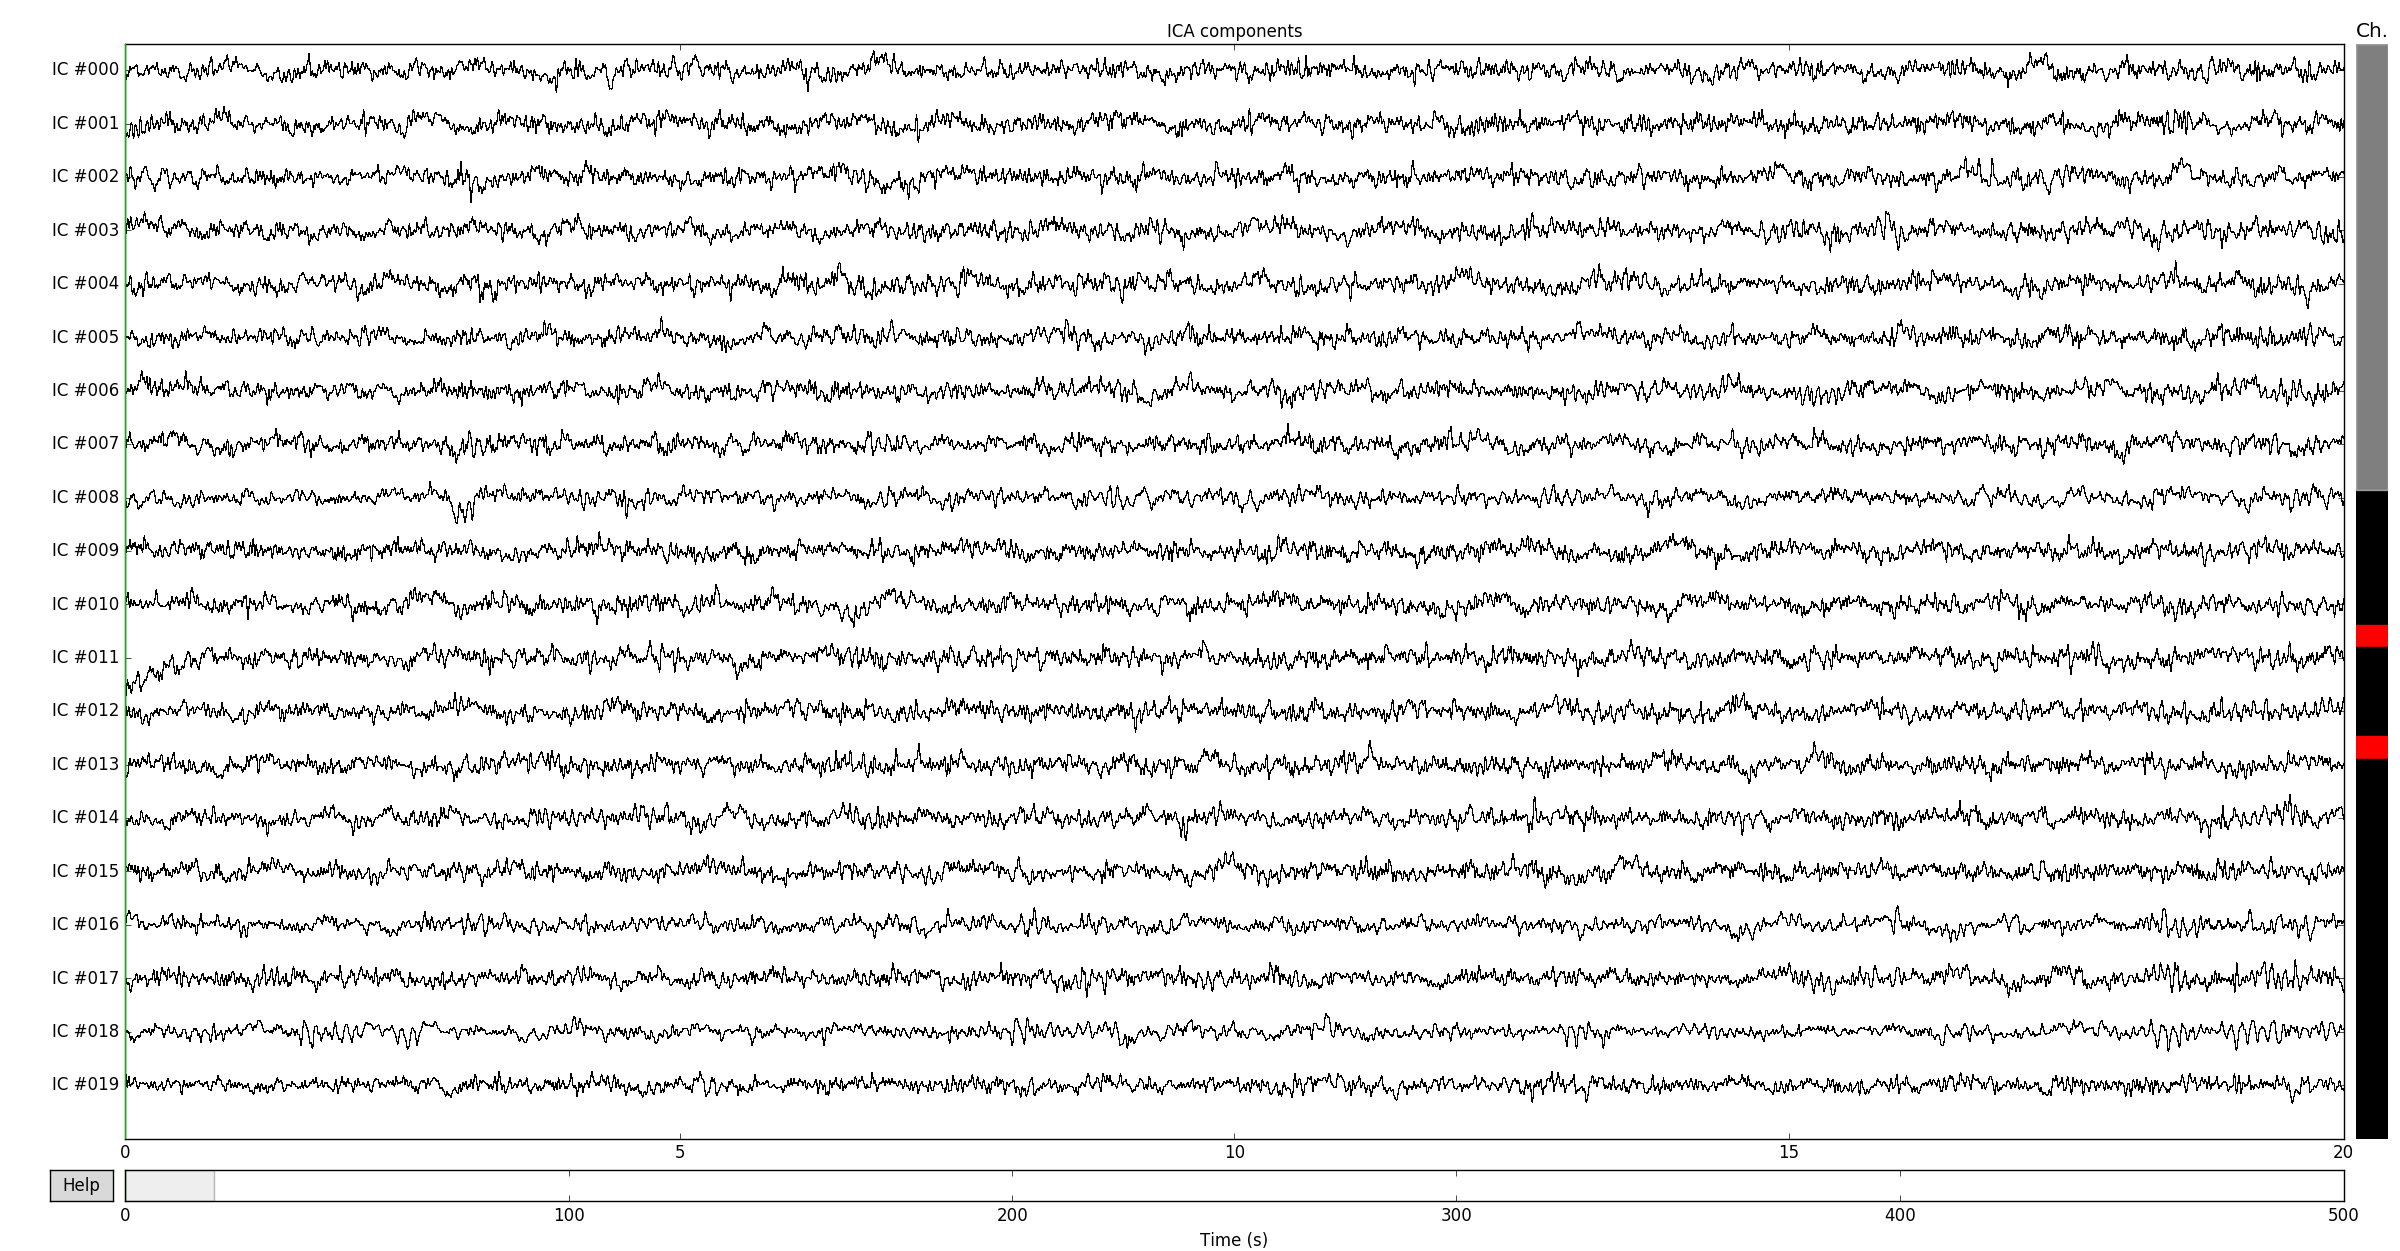 ICA components
Ch.
IC #000
IC #001
IC #002
IC #003
IC #004
IC #005
IC #006
IC #007
IC #008
IC #009
IC #010
IC #011
IC #012
IC #013
IC #014
IC #015
IC #016
IC #017
IC #018
IC #019
0 5 10 15 20
Help
0 100 200 300 400 500
Time (s)